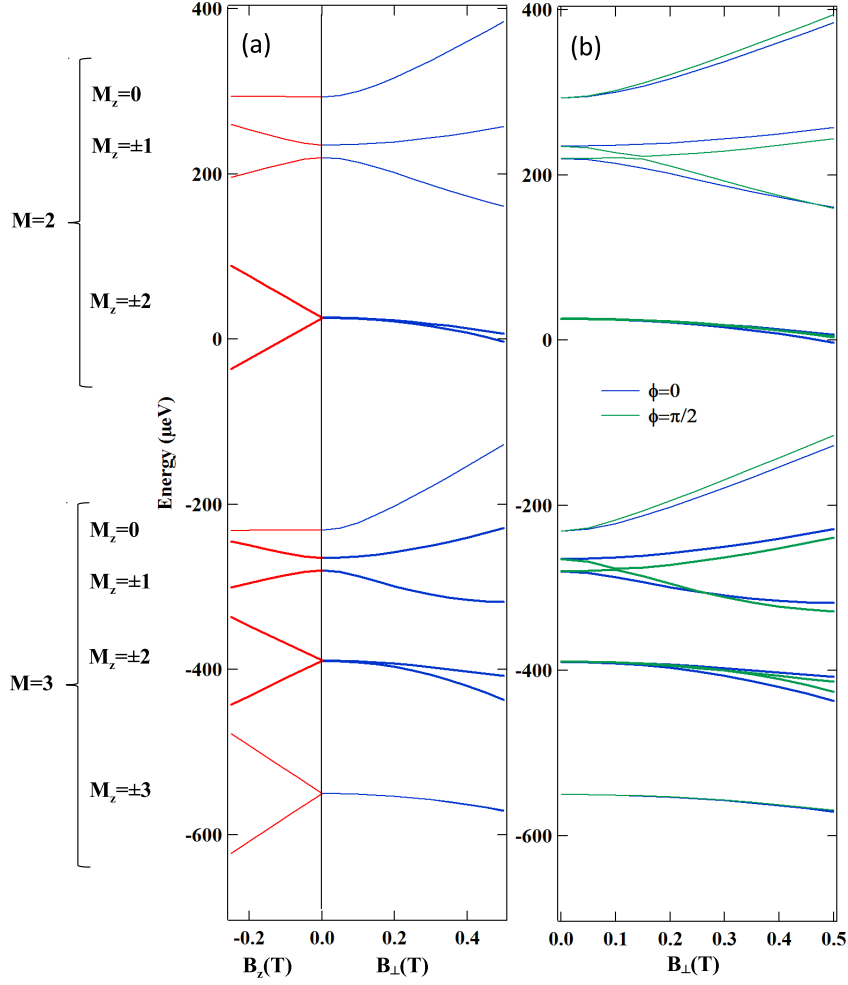 (a)
(b)
400
200
0
-200
-400
-600
Energy (μeV)
M=2
M_z=0
M_z=±1
M_z=±2
M=3
M_z=0
M_z=±1
M_z=±2
M_z=±3
-0.2 0.0 0.2 0.4
B_z(T) B_⊥(T)
400
200
0
-200
-400
-600
ϕ=0
ϕ=π/2
0.0 0.1 0.2 0.3 0.4 0.5
B_⊥(T)